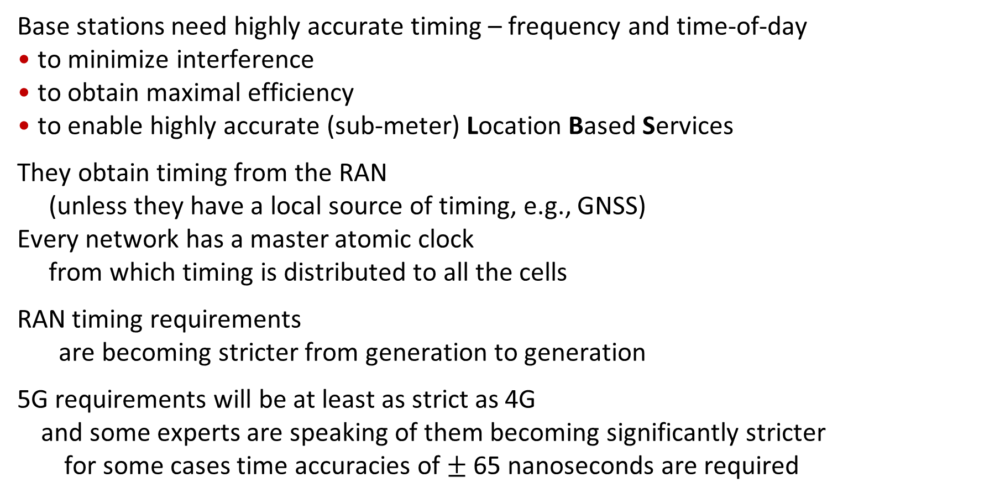 Base stations need highly accurate timing – frequency and time-of-day
• to minimize interference
• to obtain maximal efficiency
• to enable highly accurate (sub-meter) Location Based Services
They obtain timing from the RAN
(unless they have a local source of timing, e.g., GNSS)
Every network has a master atomic clock
from which timing is distributed to all the cells
RAN timing requirements
are becoming stricter from generation to generation
5G requirements will be at least as strict as 4G
and some experts are speaking of them becoming significantly stricter
for some cases time accuracies of ± 65 nanoseconds are required